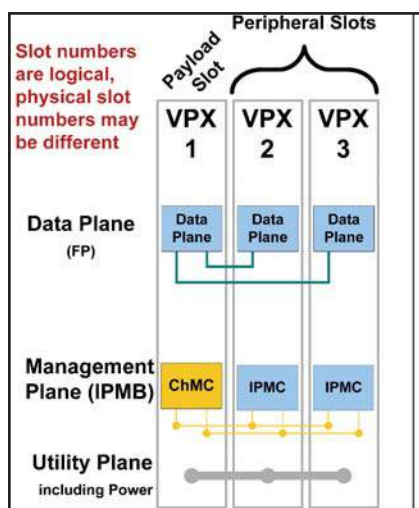 Peripheral Slots
Slot numbers
are logical,
physical slot
numbers may
be different
Payload
Slot
VPX
1
VPX
2
VPX
3
Data Plane
(FP)
Data
Plane
Data
Plane
Data
Plane
Management
Plane (IPMB)
ChMC
IPMC
IPMC
Utility Plane
including Power